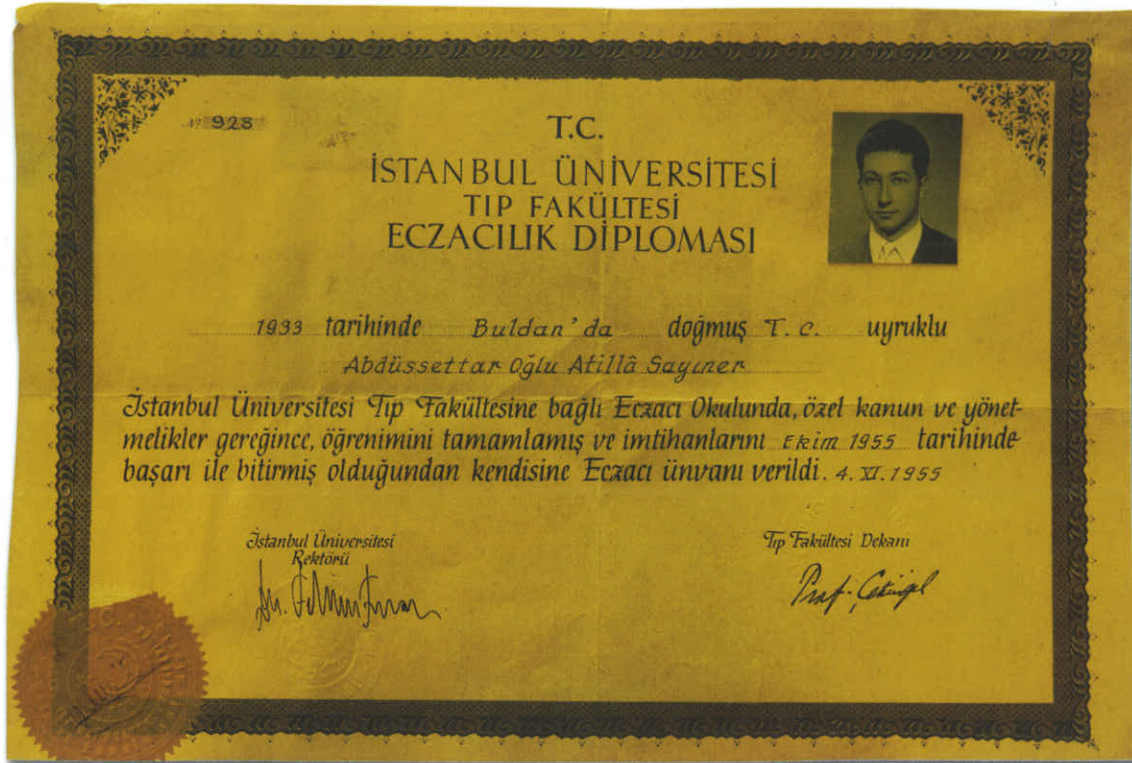 № 928
T.C.
İSTANBUL ÜNİVERSİTESİ
TIP FAKÜLTESİ
ECZACILIK DİPLOMASI
1933 tarihinde Buldan'da doğmuş T.C. uyruklu
Abdüssettar Oğlu Atillâ Sayıner
İstanbul Üniversitesi Tıp Fakültesine bağlı Eczacı Okulunda, özel kanun ve yönet-
melikler gereğince, öğrenimini tamamlamış ve imtihanlarını Ekim 1955 tarihinde
başarı ile bitirmiş olduğundan kendisine Eczacı ünvanı verildi. 4.XI.1955
İstanbul Üniversitesi
Rektörü
Tıp Fakültesi Dekanı
Prof.